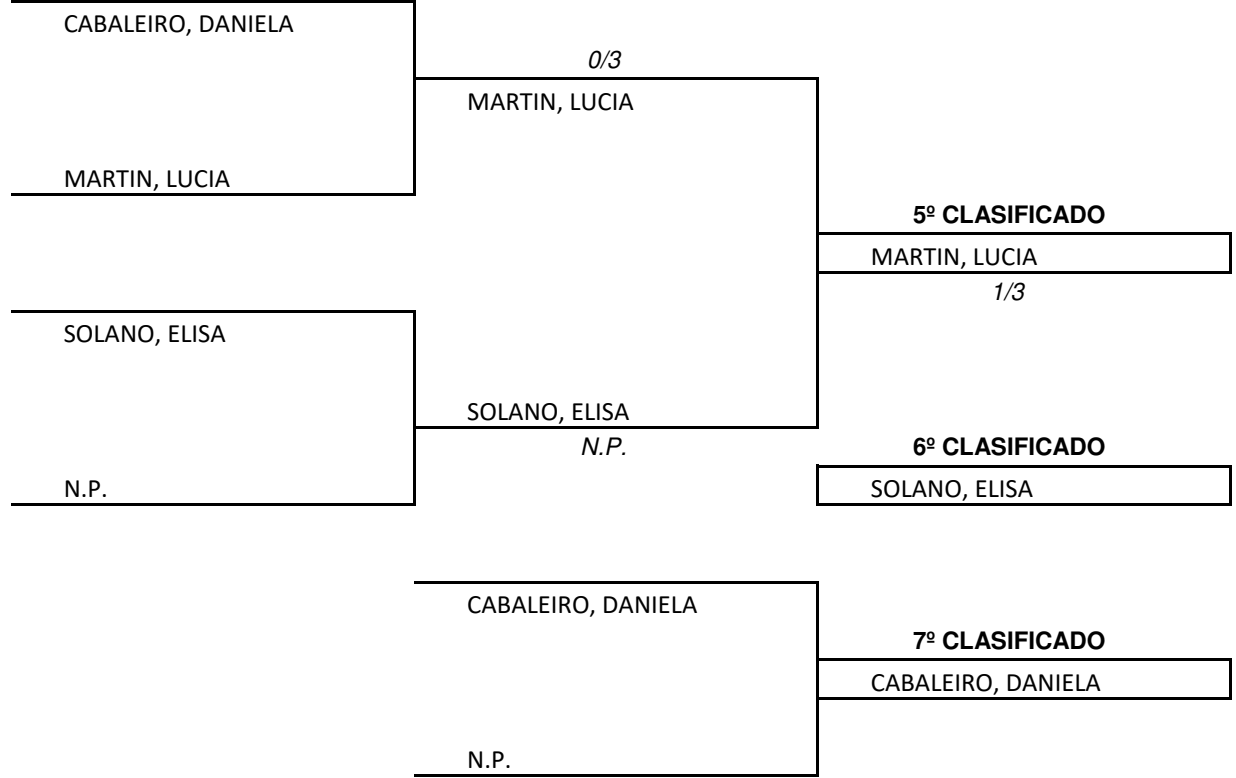 CABALEIRO, DANIELA
0/3
MARTIN, LUCIA
MARTIN, LUCIA
5º CLASIFICADO
MARTIN, LUCIA
1/3
SOLANO, ELISA
SOLANO, ELISA
N.P.
6º CLASIFICADO
N.P.
SOLANO, ELISA
CABALEIRO, DANIELA
7º CLASIFICADO
CABALEIRO, DANIELA
N.P.